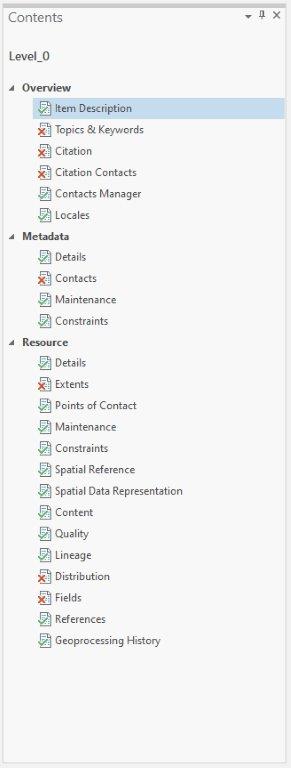 Contents
Level_0
Overview
Item Description
Topics & Keywords
Citation
Citation Contacts
Contacts Manager
Locales
Metadata
Details
Contacts
Maintenance
Constraints
Resource
Details
Extents
Points of Contact
Maintenance
Constraints
Spatial Reference
Spatial Data Representation
Content
Quality
Lineage
Distribution
Fields
References
Geoprocessing History